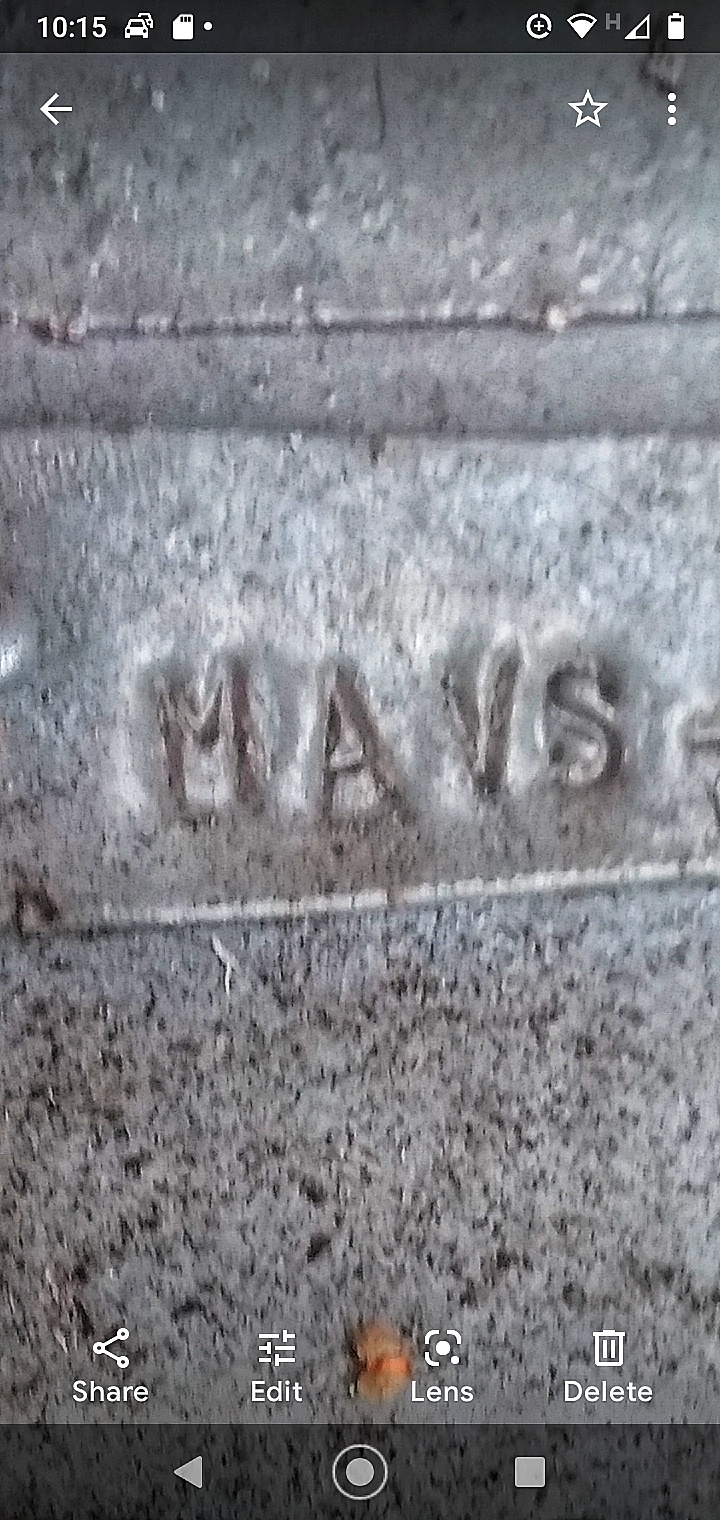 10:15
H
MAVS-
Share Edit Lens Delete